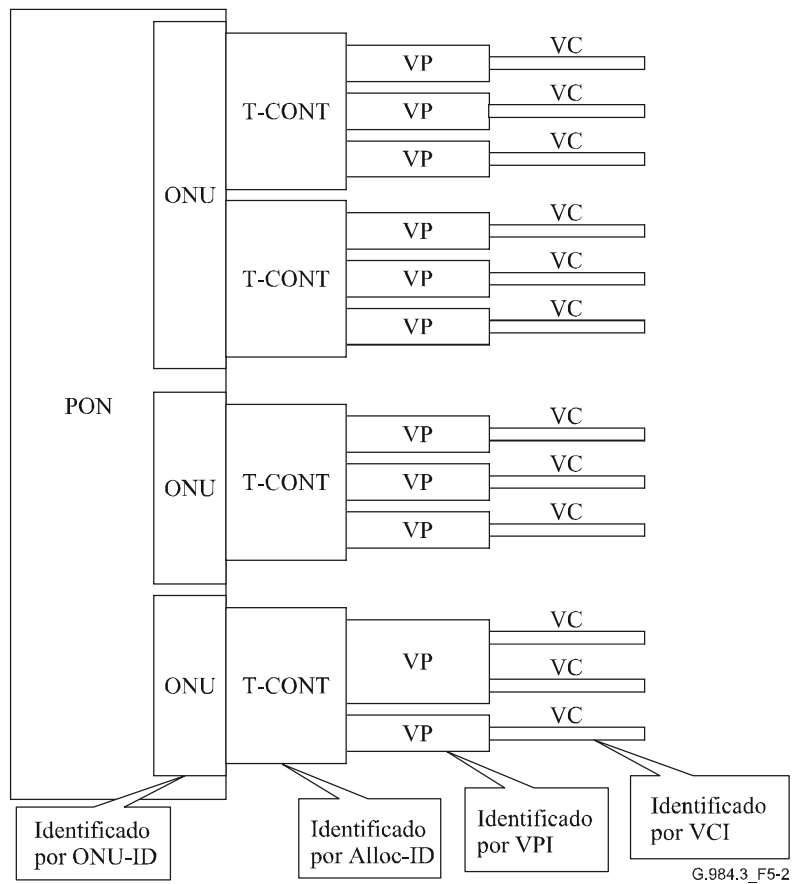 VC
VP
VC
T-CONT
VP
VC
VP
ONU
VC
VP
VC
T-CONT
VP
VC
VP
PON
VC
VP
VC
ONU
T-CONT
VP
VC
VP
VC
VP
VC
ONU
T-CONT
VC
VP
Identificado
por ONU-ID
Identificado
por Alloc-ID
Identificado
por VPI
Identificado
por VCI
G.984.3_F5-2